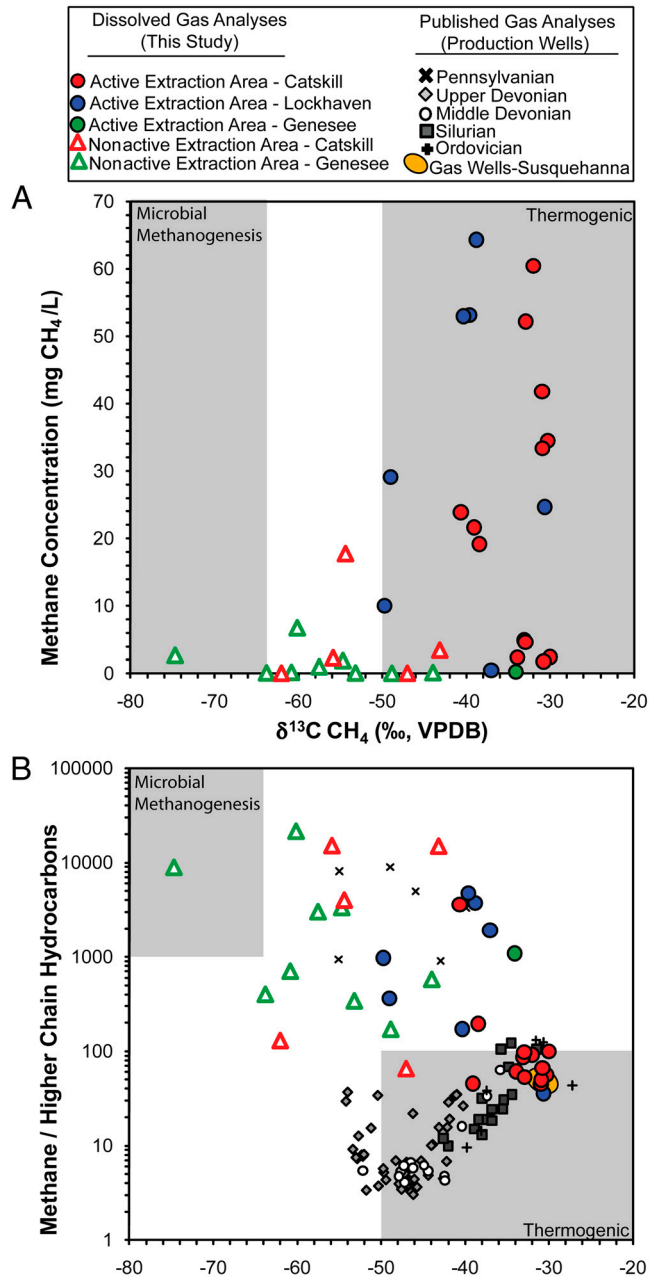 Dissolved Gas Analyses
(This Study)
Active Extraction Area - Catskill
Active Extraction Area - Lockhaven
Active Extraction Area - Genesee
Nonactive Extraction Area - Catskill
Nonactive Extraction Area - Genesee
Published Gas Analyses
(Production Wells)
Pennsylvanian
Upper Devonian
Middle Devonian
Silurian
Ordovician
Gas Wells-Susquehanna
A
Microbial
Methanogenesis
Thermogenic
Methane Concentration (mg CH₄/L)
70
60
50
40
30
20
10
0
-80 -70 -60 -50 -40 -30 -20
δ¹³C CH₄ (‰, VPDB)
B
Microbial
Methanogenesis
Thermogenic
Methane / Higher Chain Hydrocarbons
100000
10000
1000
100
10
1
-80 -70 -60 -50 -40 -30 -20